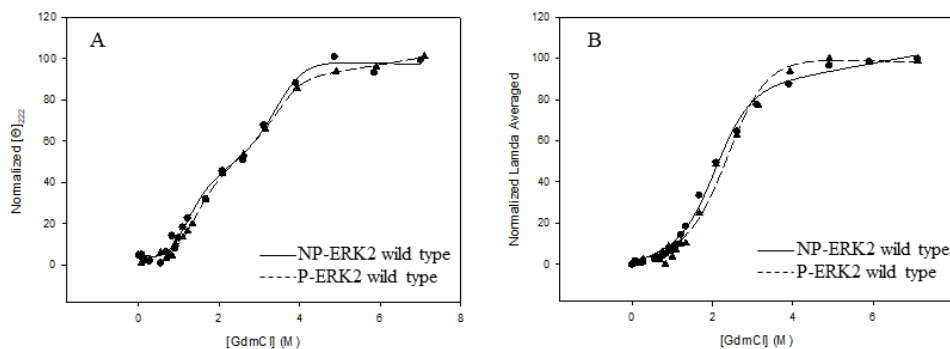 A
Normalized [Θ]222
120
100
80
60
40
20
0
NP-ERK2 wild type
P-ERK2 wild type
0 2 4 6 8
[GdmCl] (M)
B
Normalized Lamda Averaged
120
100
80
60
40
20
0
NP-ERK2 wild type
P-ERK2 wild type
0 2 4 6
[GdmCl] (M)